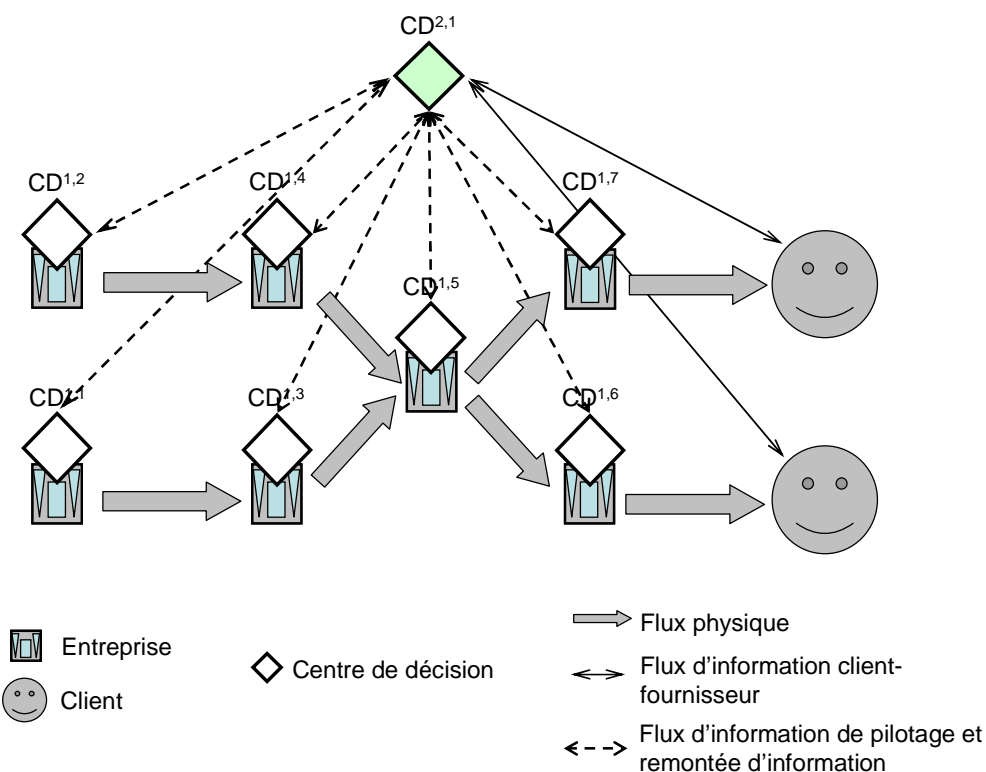 CD2,1
CD1,2
CD1,4
CD1,7
CD1,5
CD1,1
CD1,3
CD1,6
Entreprise
Client
Centre de décision
Flux physique
Flux d'information client-
fournisseur
Flux d'information de pilotage et
remontée d'information